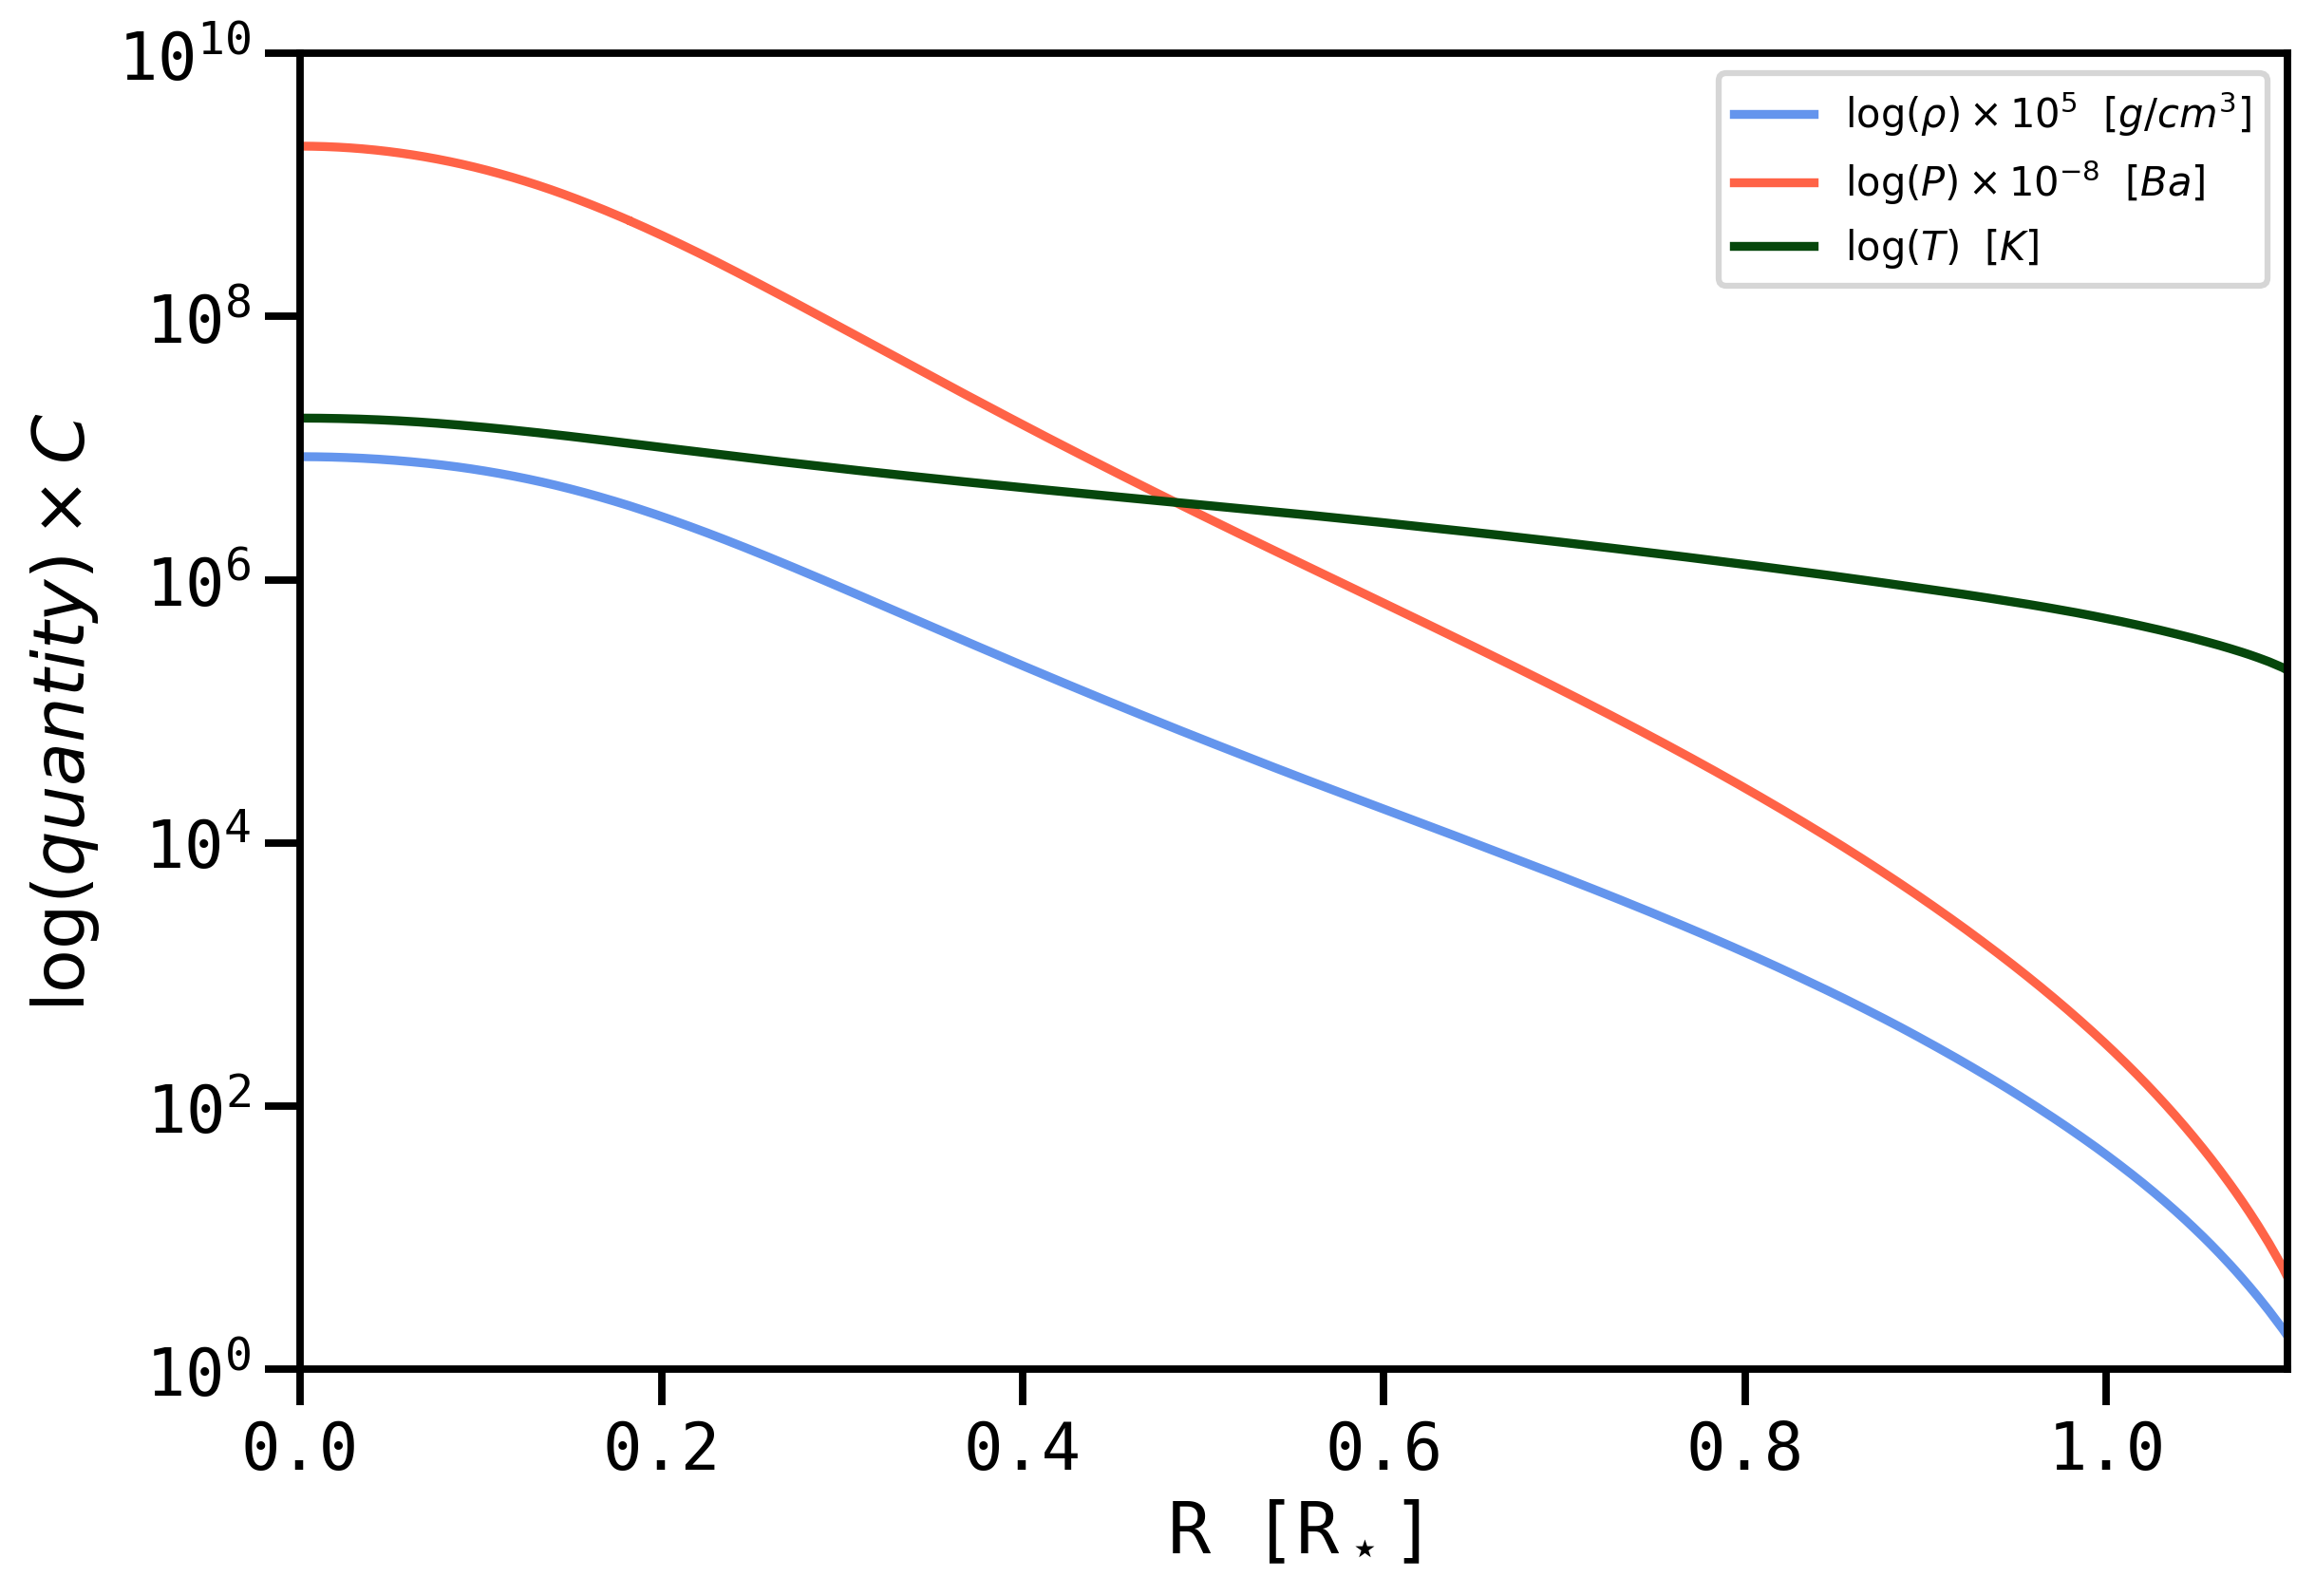 log(quantity) × C
10¹⁰
10⁸
10⁶
10⁴
10²
10⁰
log(ρ) × 10⁵ [g/cm³]
log(P) × 10⁻⁸ [Ba]
log(T) [K]
0.0 0.2 0.4 0.6 0.8 1.0
R [R⋆]